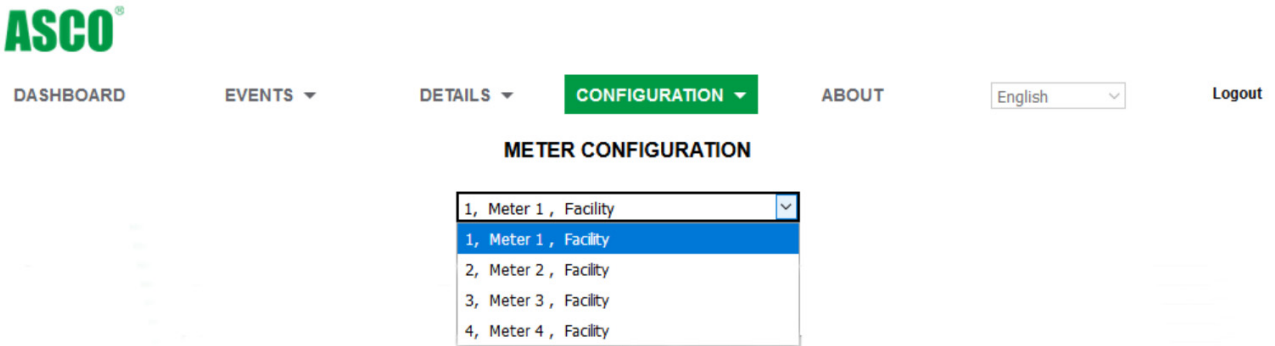 ASCO®
DASHBOARD EVENTS DETAILS CONFIGURATION ABOUT English Logout
METER CONFIGURATION
1, Meter 1 , Facility
1, Meter 1 , Facility
2, Meter 2 , Facility
3, Meter 3 , Facility
4, Meter 4 , Facility